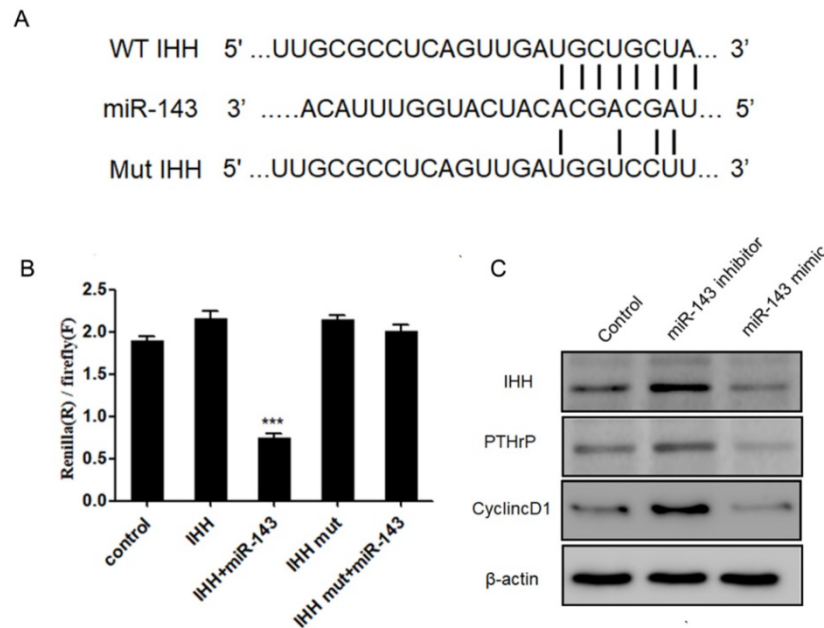 A
WT IHH 5' ...UUGCGCCUCAGUUGAUGCUGCUA... 3'
miR-143 3' .....ACAUUUGGUACUACACGACGAU... 5'
Mut IHH 5' ...UUGCGCCUCAGUUGAUGGUCCUU... 3'
B
Renilla(R) / firefly(F)
2.5
2.0
1.5
1.0
0.5
0.0
***
control
IHH
IHH+miR-143
IHH mut
IHH mut+miR-143
C
Control
miR-143 inhibitor
miR-143 mimic
IHH
PTHrP
CyclincD1
β-actin